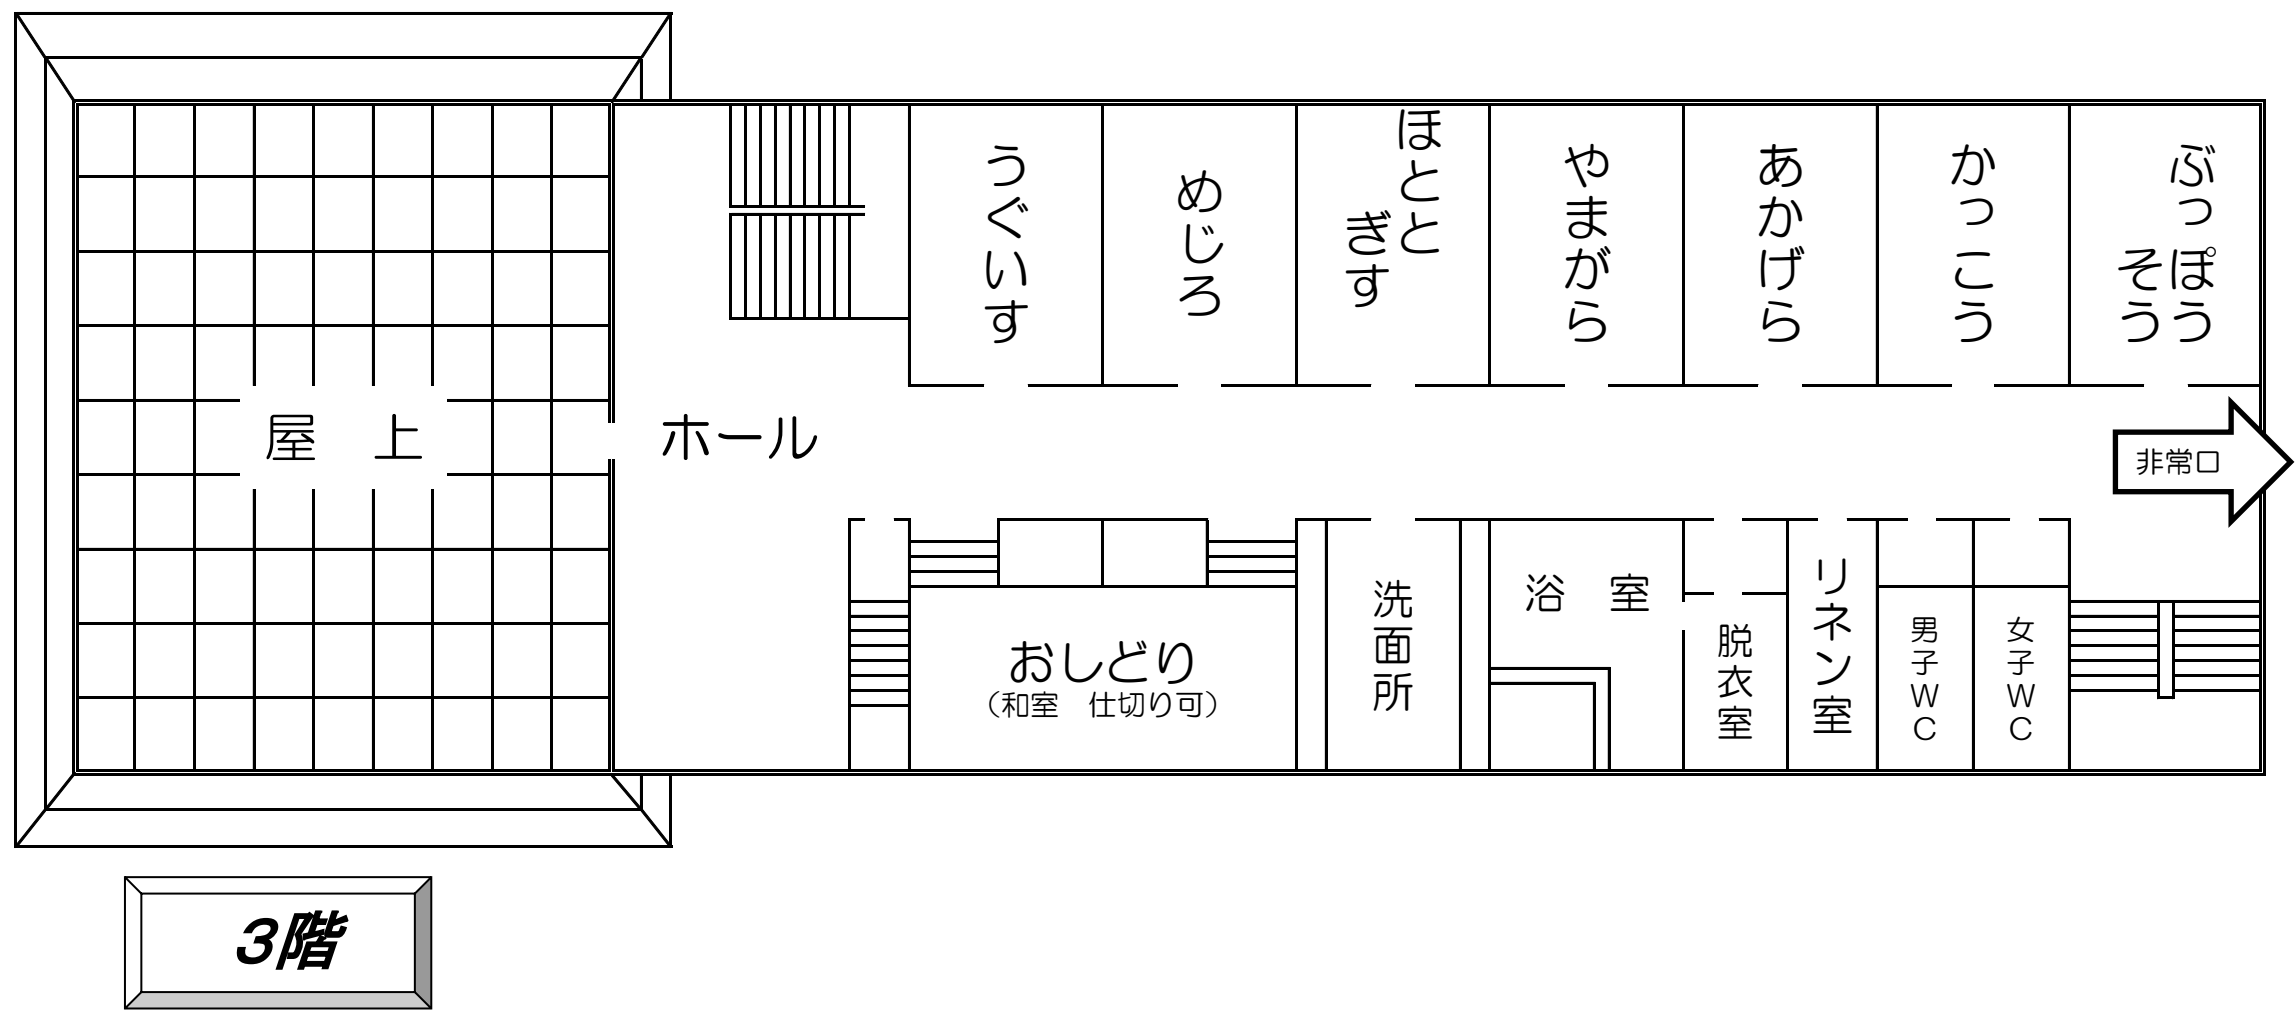 うぐいす
めじろ
ほとと
ぎす
やまがら
あかげら
かっこう
ぶっぽう
そう
屋　上
ホール
非常口
おしどり
（和室　仕切り可）
洗面所
浴　室
脱衣室
リネン室
男子ＷＣ
女子ＷＣ
３階